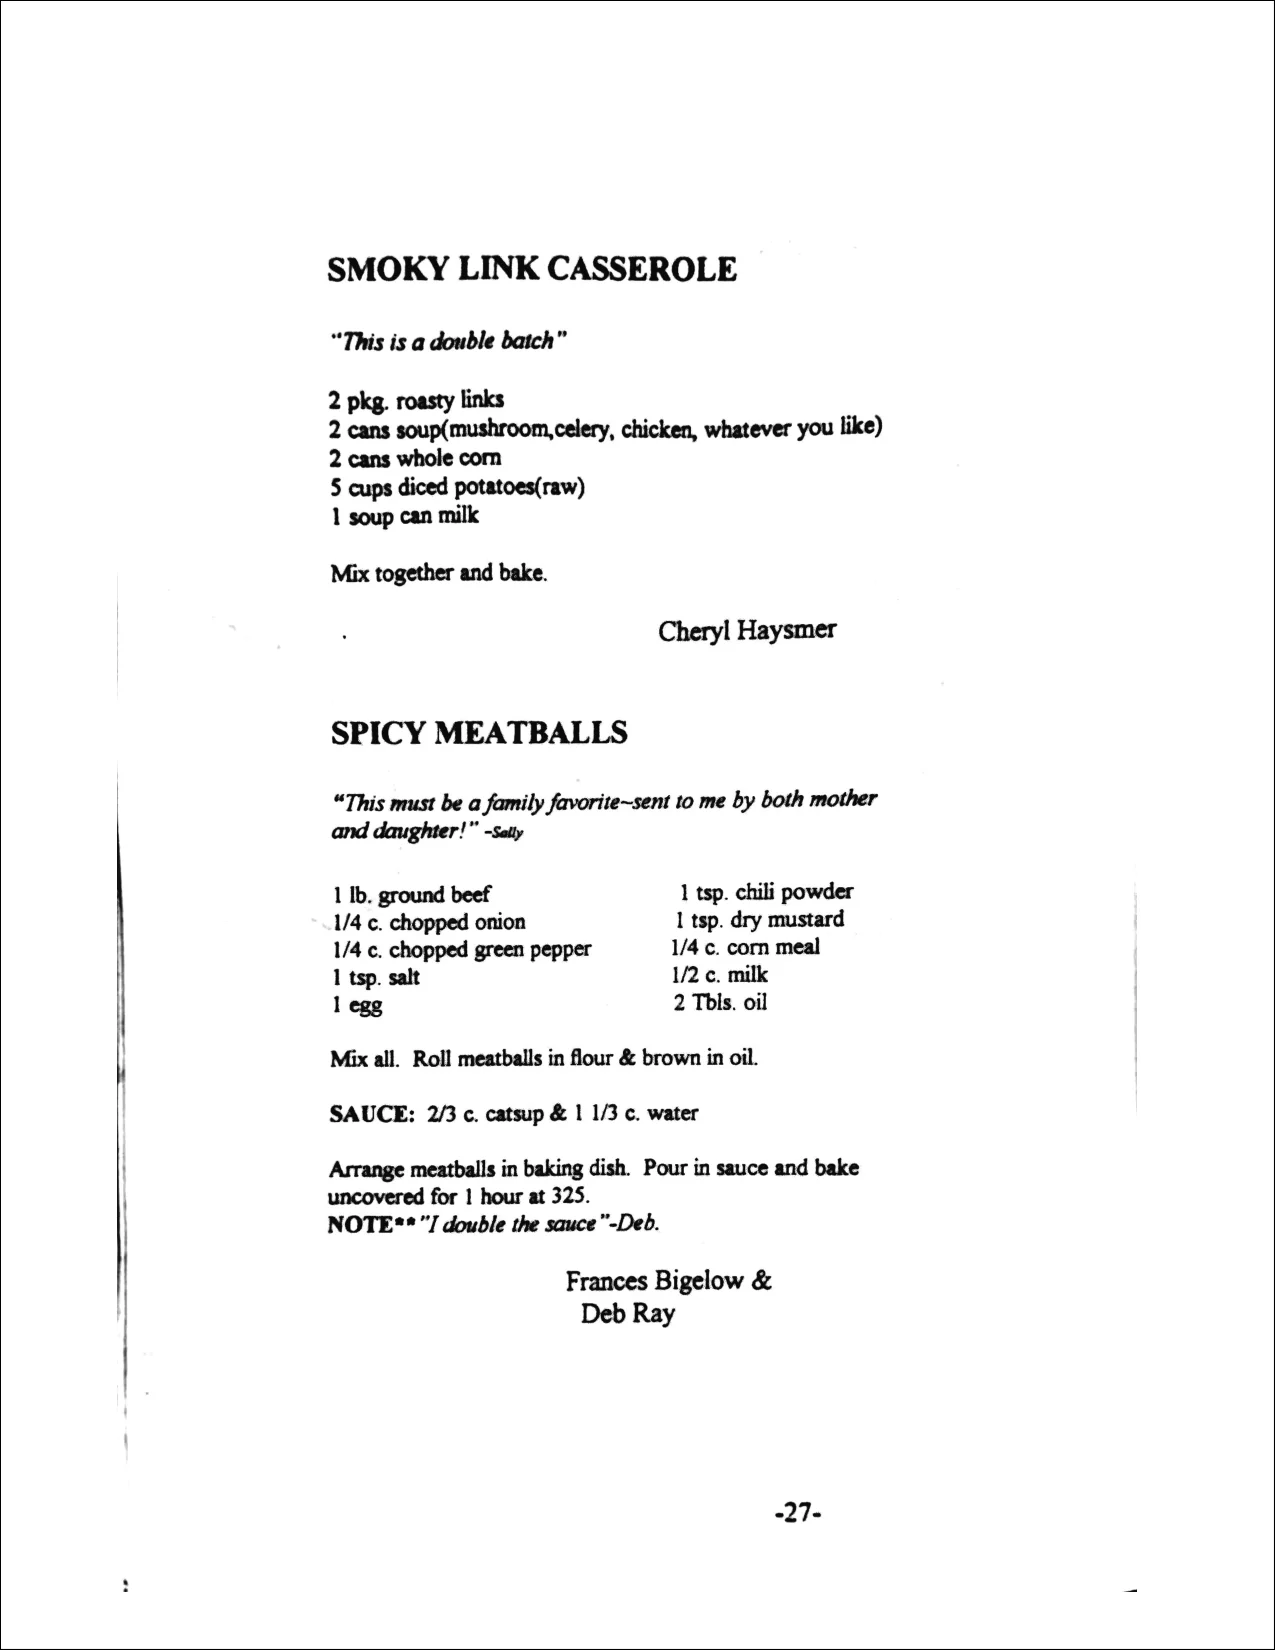 SMOKY LINK CASSEROLE
"This is a double batch"
2 pkg. roasty links
2 cans soup(mushroom,celery, chicken, whatever you like)
2 cans whole corn
5 cups diced potatoes(raw)
1 soup can milk
Mix together and bake.
Cheryl Haysmer
SPICY MEATBALLS
"This must be a family favorite~sent to me by both mother
and daughter!" -Sally
1 lb. ground beef 1 tsp. chili powder
1/4 c. chopped onion 1 tsp. dry mustard
1/4 c. chopped green pepper 1/4 c. corn meal
1 tsp. salt 1/2 c. milk
1 egg 2 Tbls. oil
Mix all. Roll meatballs in flour & brown in oil.
SAUCE: 2/3 c. catsup & 1 1/3 c. water
Arrange meatballs in baking dish. Pour in sauce and bake
uncovered for 1 hour at 325.
NOTE** "I double the sauce"-Deb.
Frances Bigelow &
Deb Ray
-27-